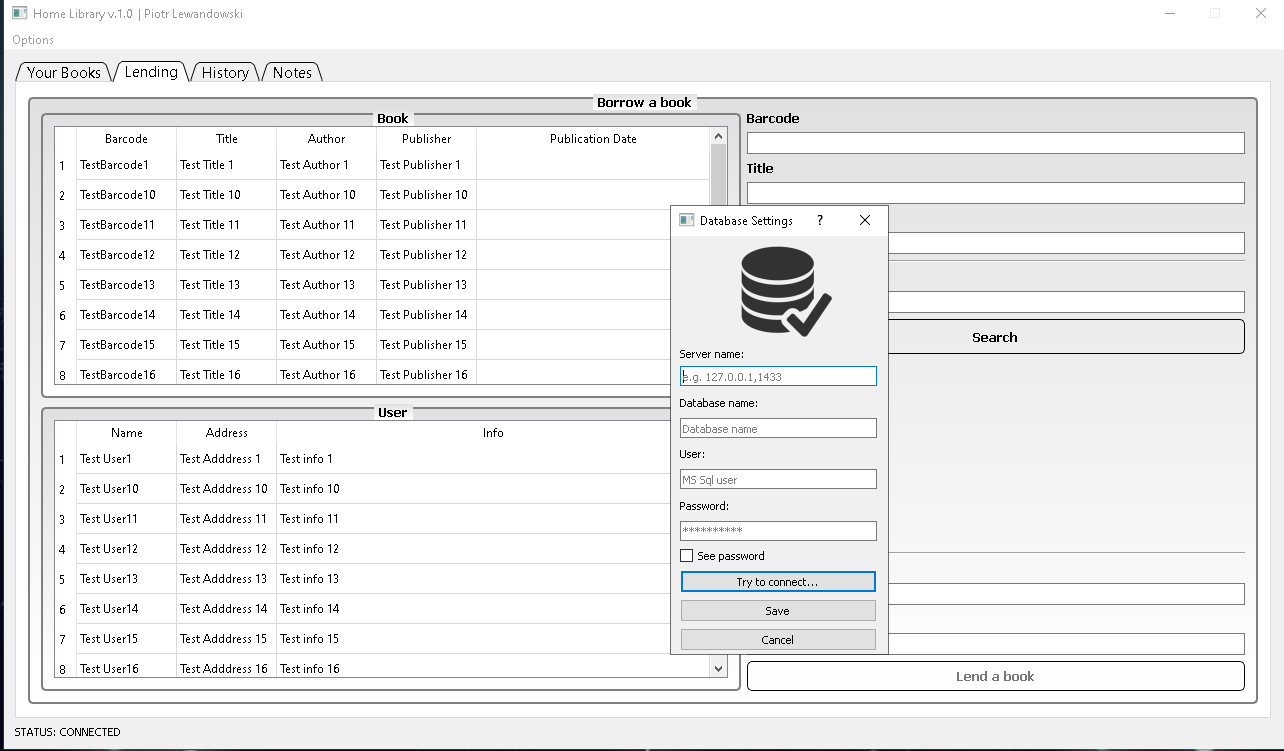 Home Library v.1.0 | Piotr Lewandowski
Options
Your Books Lending History Notes
Borrow a book
Book
Barcode Title Author Publisher Publication Date
1 TestBarcode1 Test Title 1 Test Author 1 Test Publisher 1
2 TestBarcode10 Test Title 10 Test Author 10 Test Publisher 10
3 TestBarcode11 Test Title 11 Test Author 11 Test Publisher 11
4 TestBarcode12 Test Title 12 Test Author 12 Test Publisher 12
5 TestBarcode13 Test Title 13 Test Author 13 Test Publisher 13
6 TestBarcode14 Test Title 14 Test Author 14 Test Publisher 14
7 TestBarcode15 Test Title 15 Test Author 15 Test Publisher 15
8 TestBarcode16 Test Title 16 Test Author 16 Test Publisher 16
User
Name Address Info
1 Test User1 Test Adddress 1 Test info 1
2 Test User10 Test Adddress 10 Test info 10
3 Test User11 Test Adddress 11 Test info 11
4 Test User12 Test Adddress 12 Test info 12
5 Test User13 Test Adddress 13 Test info 13
6 Test User14 Test Adddress 14 Test info 14
7 Test User15 Test Adddress 15 Test info 15
8 Test User16 Test Adddress 16 Test info 16
Barcode
Title
Search
Lend a book
Database Settings ?
Server name:
e.g. 127.0.0.1,1433
Database name:
Database name
User:
MS Sql user
Password:
**********
See password
Try to connect...
Save
Cancel
STATUS: CONNECTED